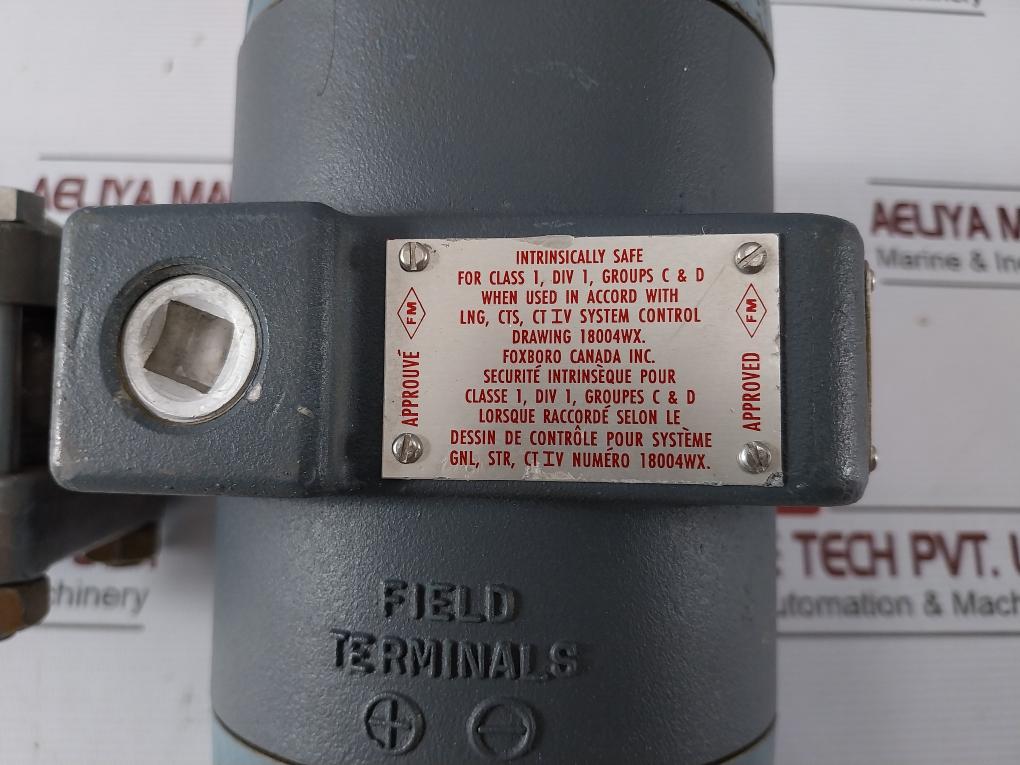 AELIYA MA
AELIYA M
Marine & In
INTRINSICALLY SAFE
FOR CLASS 1, DIV 1, GROUPS C & D
WHEN USED IN ACCORD WITH
LNG, CTS, CT IV SYSTEM CONTROL
DRAWING 18004WX.
FOXBORO CANADA INC.
SECURITÉ INTRINSÈQUE POUR
CLASSE 1, DIV 1, GROUPES C & D
LORSQUE RACCORDÉ SELON LE
DESSIN DE CONTRÔLE POUR SYSTÈME
GNL, STR, CT IV NUMÉRO 18004WX.
FM
APPROUVÉ
FM
APPROVED
TECH PVT.
utomation & Mach
chinery
FIELD
TERMINALS
+ −